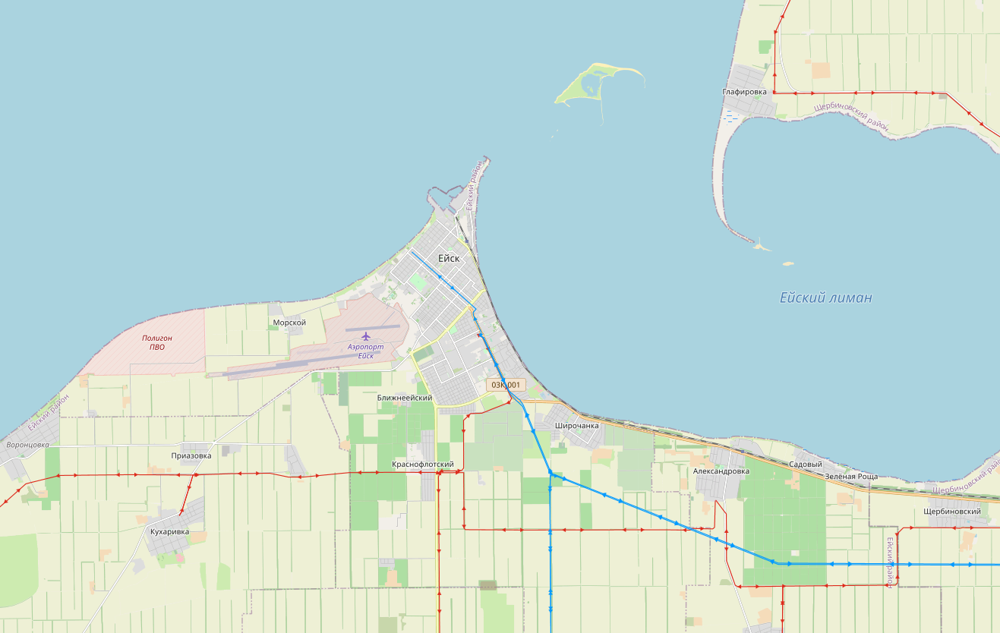 Глафировка
Щербиновский район
Ейский район
Ейск
Ейский лиман
Морской
Полигон
ПВО
Аэропорт
Ейск
03К-001
Ближнеейский
Ейский район
Широчанка
Воронцовка
Приазовка
Краснофлотский
Александровка
Садовый
Зелёная Роща
Щербиновский район
Щербиновский
Кухаривка
Ейский район